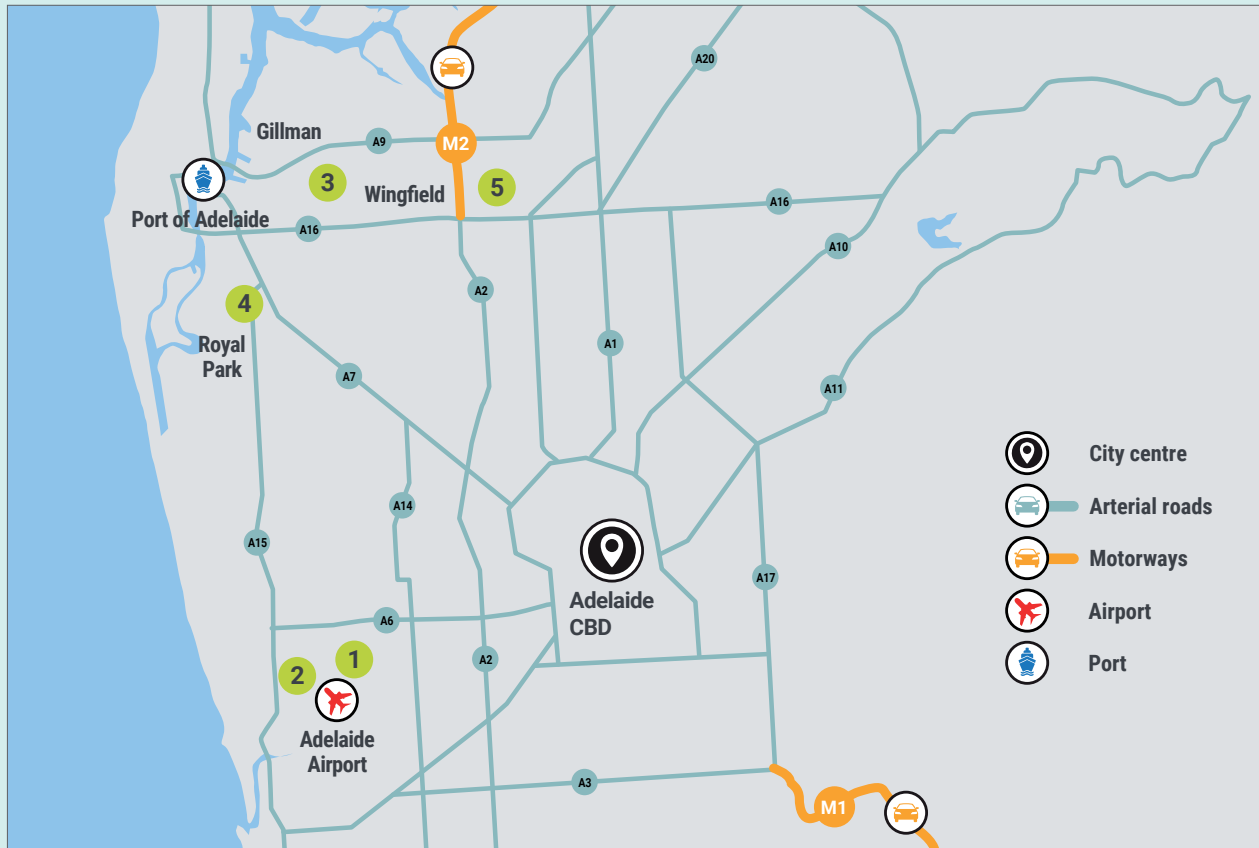 A20
Gillman
A9
M2
3
Wingfield
5
Port of Adelaide
A16
A16
A10
A2
4
Royal
Park
A1
A7
A11
City centre
A14
Arterial roads
A15
Motorways
A17
Adelaide
CBD
Airport
A6
1
2
A2
Port
Adelaide
Airport
A3
M1